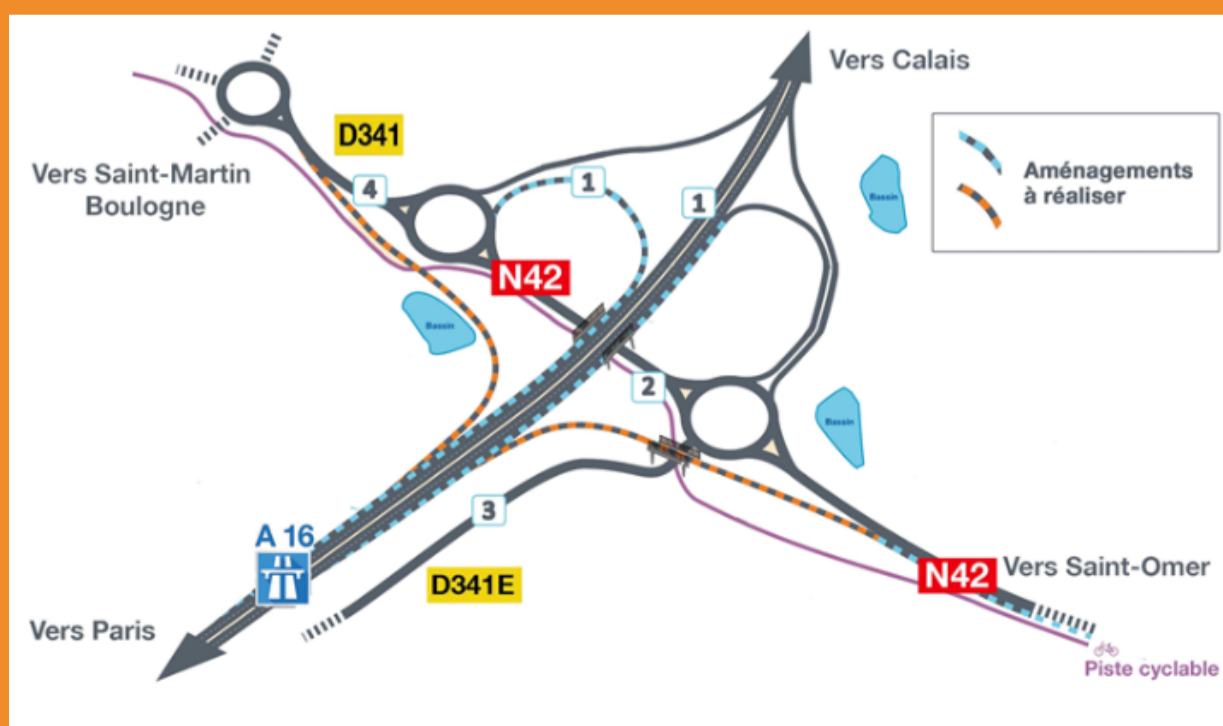 Vers Calais
D341
Aménagements
à réaliser
Vers Saint-Martin
Boulogne
4
1
1
Bassin
N42
Bassin
2
Bassin
3
A 16
D341E
N42
Vers Saint-Omer
Vers Paris
Piste cyclable